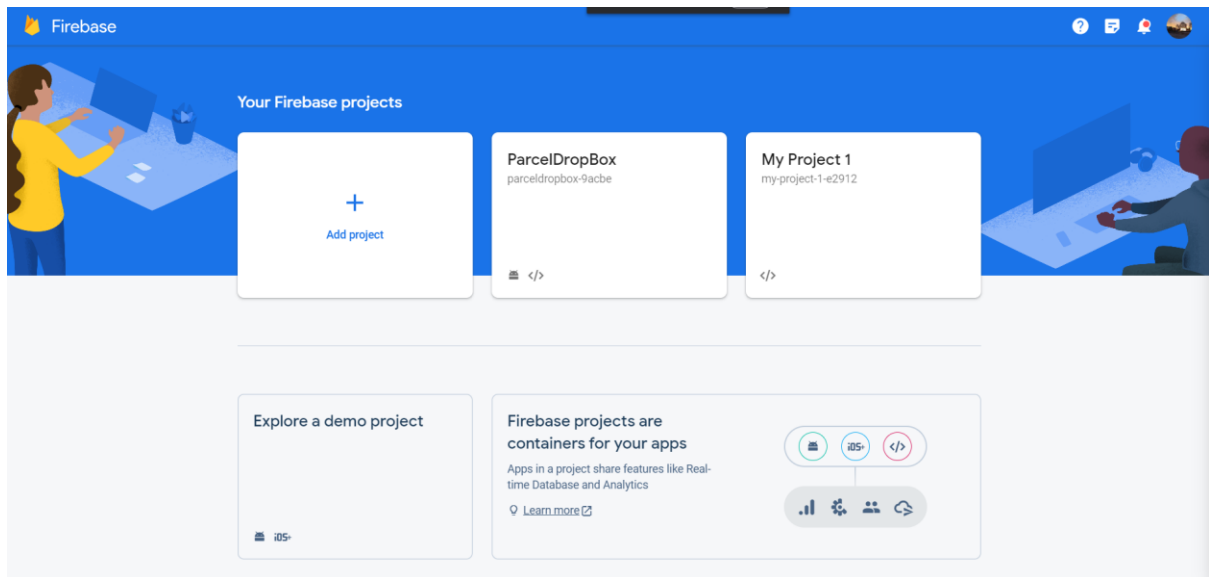 Firebase
Your Firebase projects
Add project
ParcelDropBox
parceldropbox-9acbe
</>
My Project 1
my-project-1-e2912
</>
Explore a demo project
iOS+
Firebase projects are
containers for your apps
Apps in a project share features like Real-
time Database and Analytics
Learn more
iOS+
</>